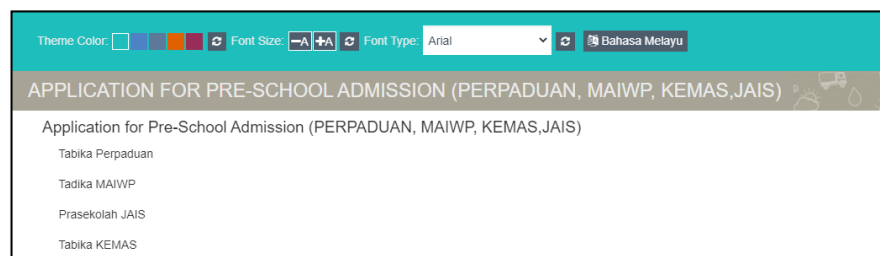 Theme Color: Font Size: -A +A Font Type: Arial Bahasa Melayu
APPLICATION FOR PRE-SCHOOL ADMISSION (PERPADUAN, MAIWP, KEMAS,JAIS)
Application for Pre-School Admission (PERPADUAN, MAIWP, KEMAS,JAIS)
Tabika Perpaduan
Tadika MAIWP
Prasekolah JAIS
Tabika KEMAS